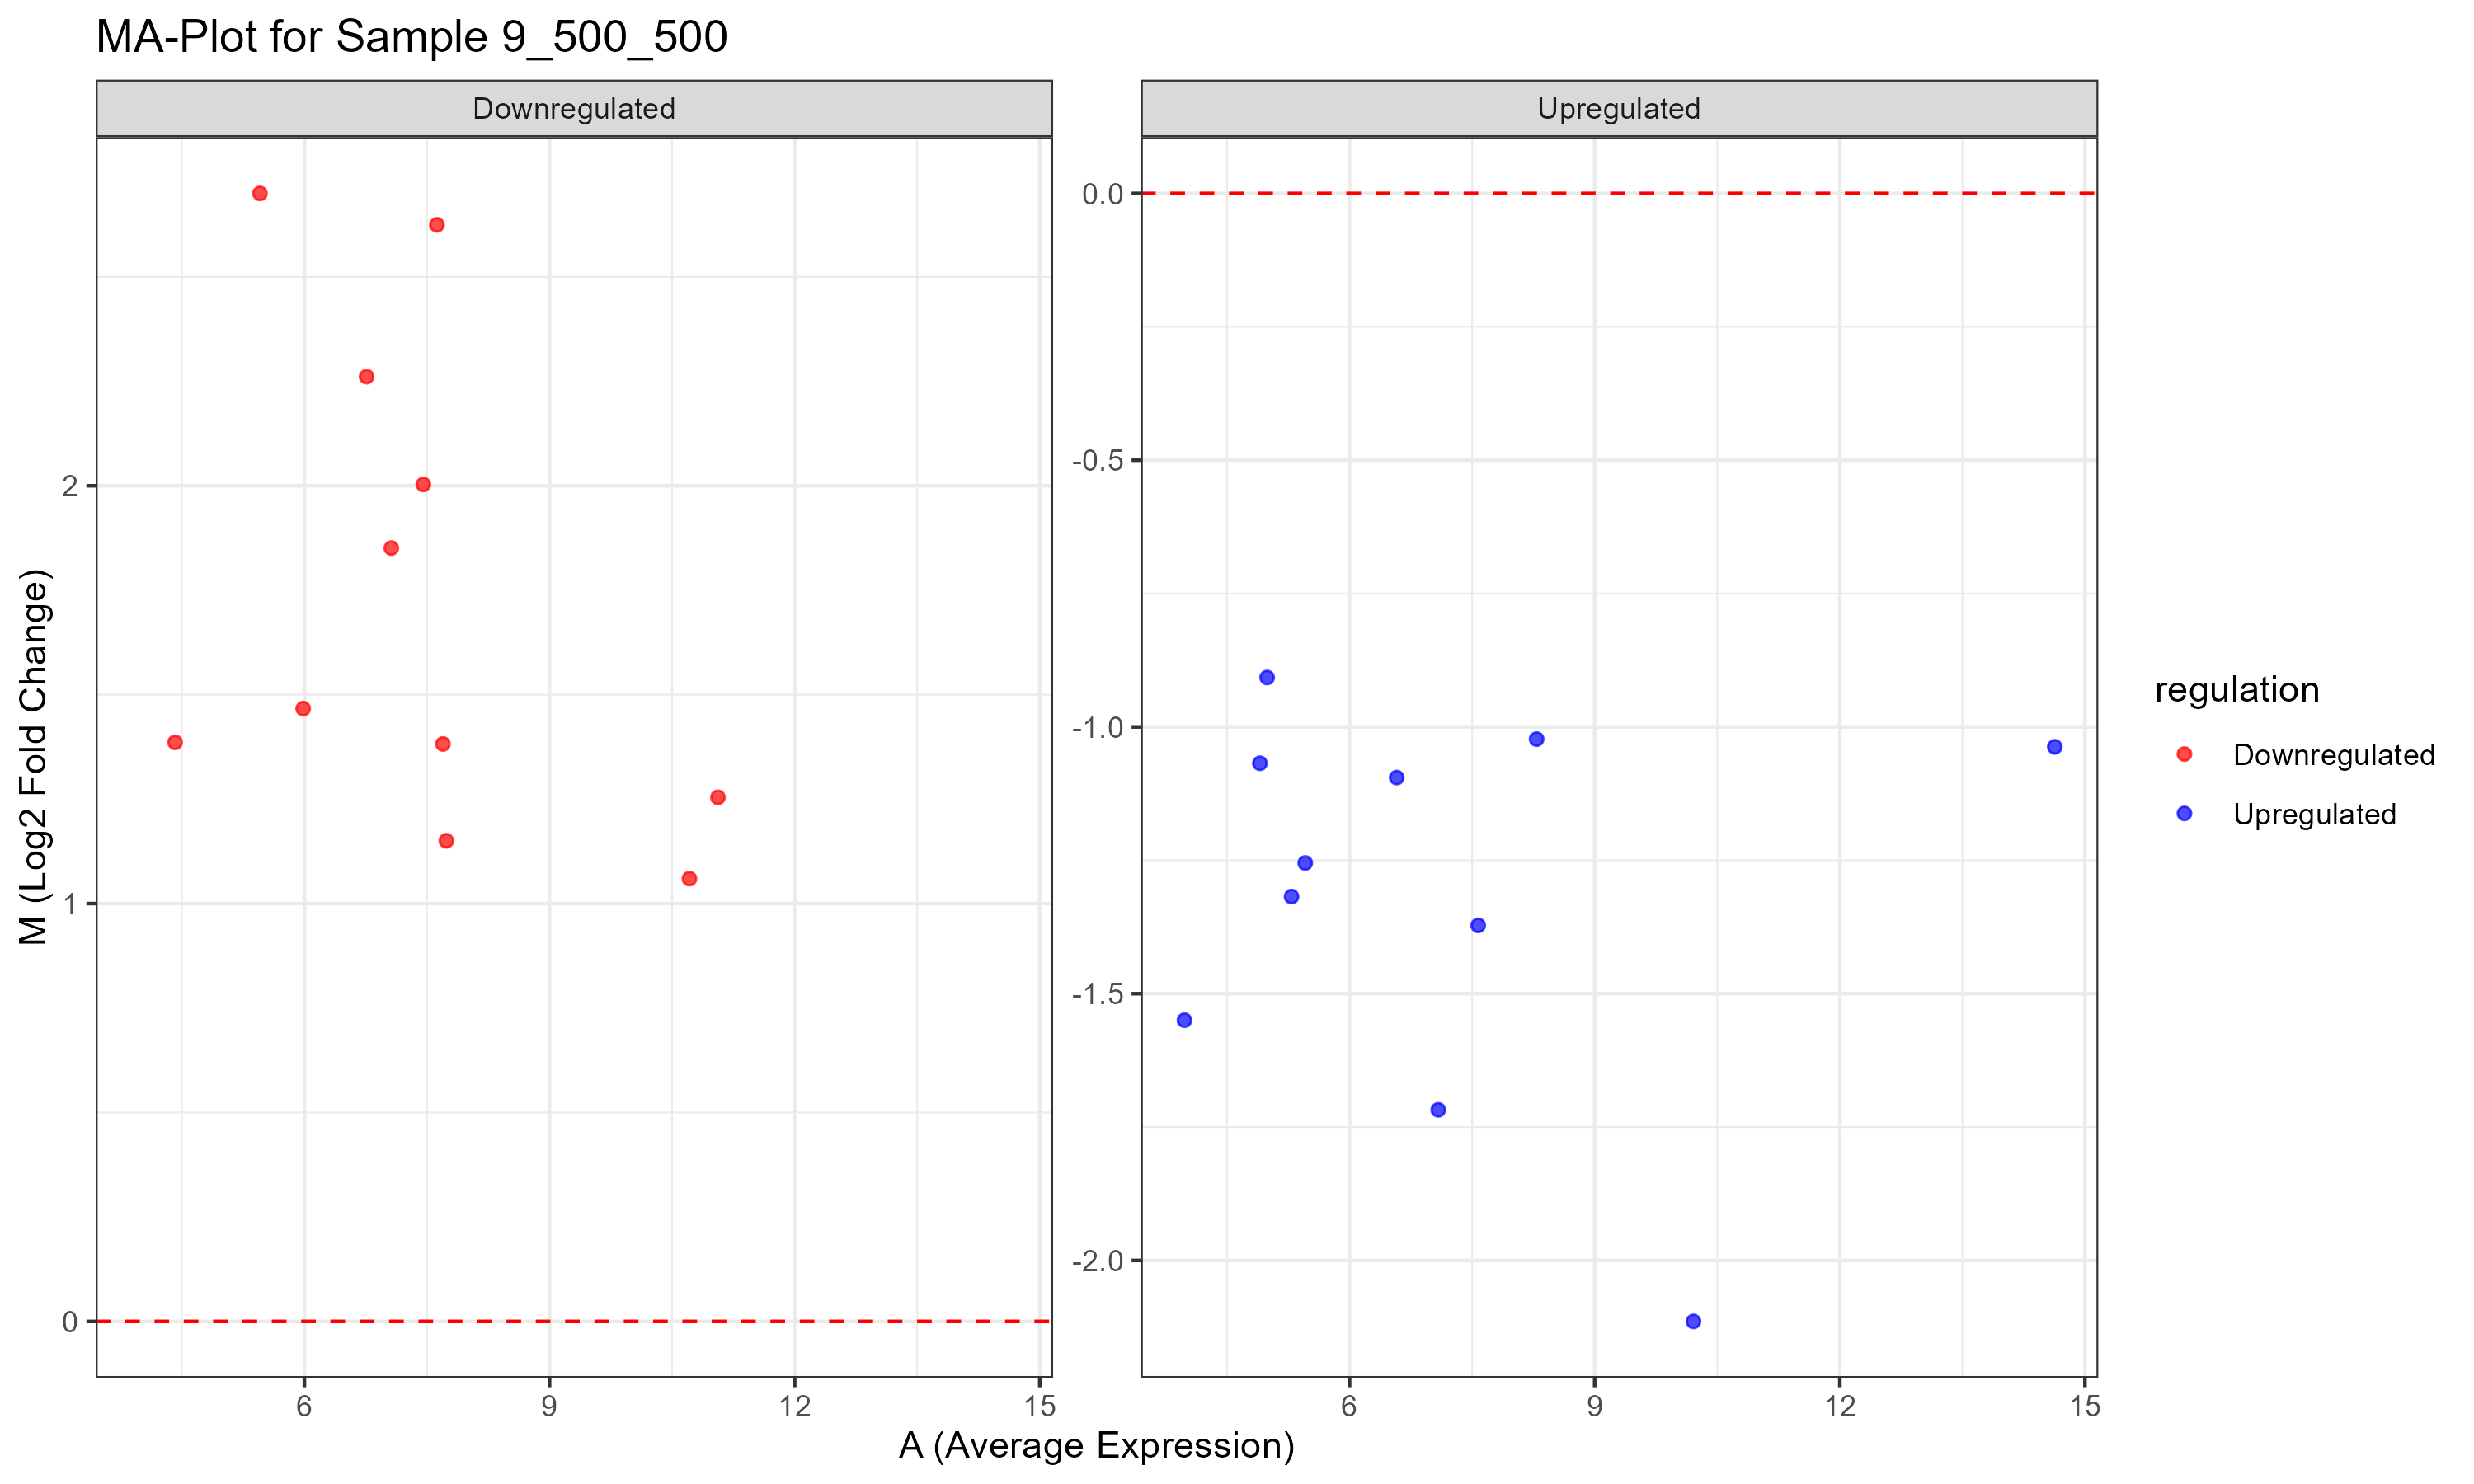 MA-Plot for Sample 9_500_500
Downregulated
Upregulated
M (Log2 Fold Change)
2
1
0
0.0
-0.5
-1.0
-1.5
-2.0
6 9 12 15
6 9 12 15
A (Average Expression)
regulation
Downregulated
Upregulated